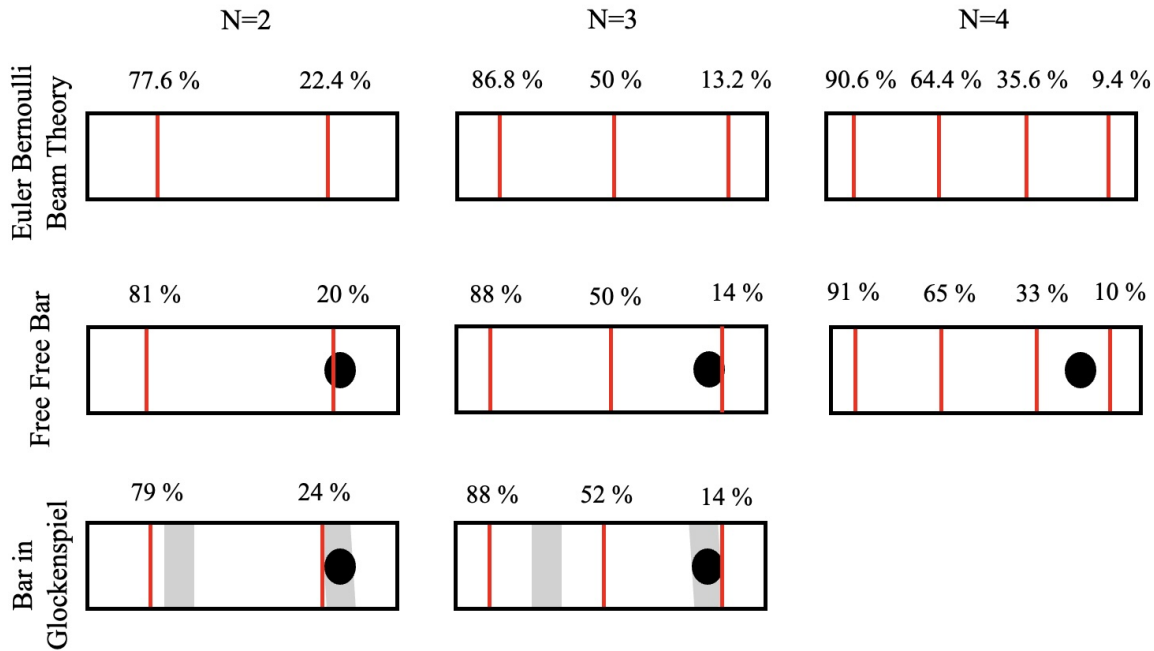 N=2 N=3 N=4
Euler Bernoulli
Beam Theory
77.6 % 22.4 % 86.8 % 50 % 13.2 % 90.6 % 64.4 % 35.6 % 9.4 %
Free Free Bar
81 % 20 % 88 % 50 % 14 % 91 % 65 % 33 % 10 %
Bar in
Glockenspiel
79 % 24 % 88 % 52 % 14 %